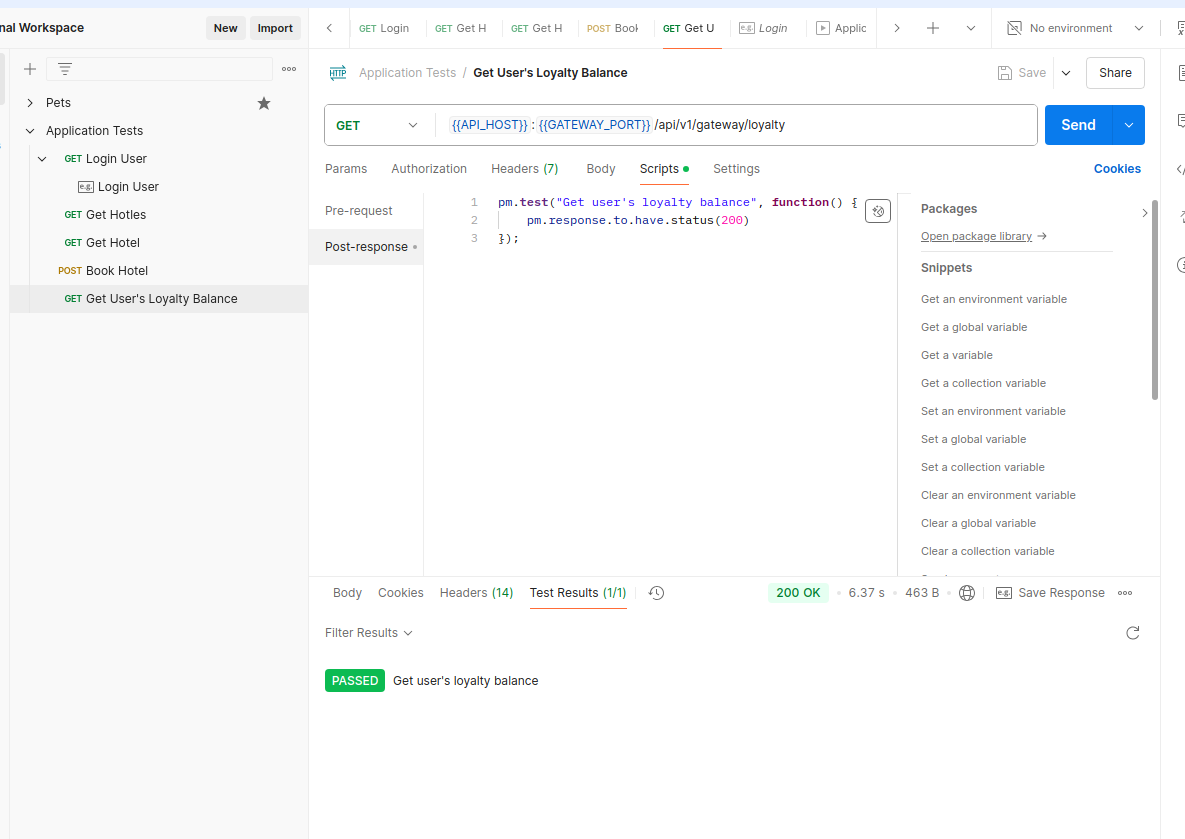 nal Workspace
New
Import
Pets
Application Tests
GET Login User
e.g. Login User
GET Get Hotles
GET Get Hotel
POST Book Hotel
GET Get User's Loyalty Balance
GET Login
GET Get H
GET Get H
POST Book
GET Get U
e.g. Login
Applic
No environment
HTTP Application Tests / Get User's Loyalty Balance
Save
Share
GET
{{API_HOST}}:{{GATEWAY_PORT}}/api/v1/gateway/loyalty
Send
Params
Authorization
Headers (7)
Body
Scripts
Settings
Cookies
Pre-request
Post-response
1 pm.test("Get user's loyalty balance", function() {
2 pm.response.to.have.status(200)
3 });
Packages
Open package library →
Snippets
Get an environment variable
Get a global variable
Get a variable
Get a collection variable
Set an environment variable
Set a global variable
Set a collection variable
Clear an environment variable
Clear a global variable
Clear a collection variable
Body
Cookies
Headers (14)
Test Results (1/1)
200 OK
6.37 s
463 B
e.g. Save Response
Filter Results
PASSED Get user's loyalty balance